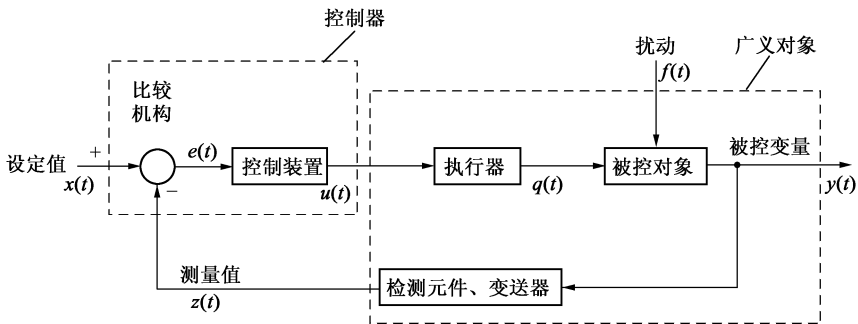 控制器
扰动
f(t)
广义对象
比较
机构
设定值
x(t)
+
−
e(t)
控制装置
u(t)
执行器
q(t)
被控对象
被控变量
y(t)
测量值
z(t)
检测元件、变送器